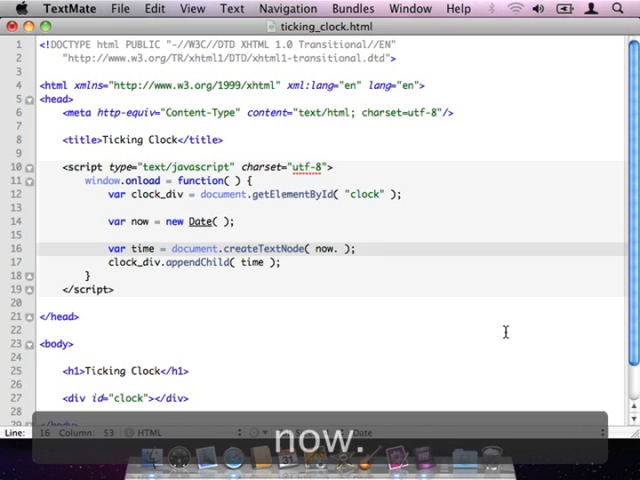 TextMate File Edit View Text Navigation Bundles Window Help
ticking_clock.html
1 <!DOCTYPE html PUBLIC "-//W3C//DTD XHTML 1.0 Transitional//EN"
2 "http://www.w3.org/TR/xhtml1/DTD/xhtml1-transitional.dtd">
3
4 <html xmlns="http://www.w3.org/1999/xhtml" xml:lang="en" lang="en">
5 <head>
6 <meta http-equiv="Content-Type" content="text/html; charset=utf-8"/>
7
8 <title>Ticking Clock</title>
9
10 <script type="text/javascript" charset="utf-8">
11 window.onload = function( ) {
12 var clock_div = document.getElementById( "clock" );
13
14 var now = new Date( );
15
16 var time = document.createTextNode( now. );
17 clock_div.appendChild( time );
18 }
19 </script>
20
21 </head>
22
23 <body>
24
25 <h1>Ticking Clock</h1>
26
27 <div id="clock"></div>
28
Line: 16 Column: 53 HTML Date
now.
31